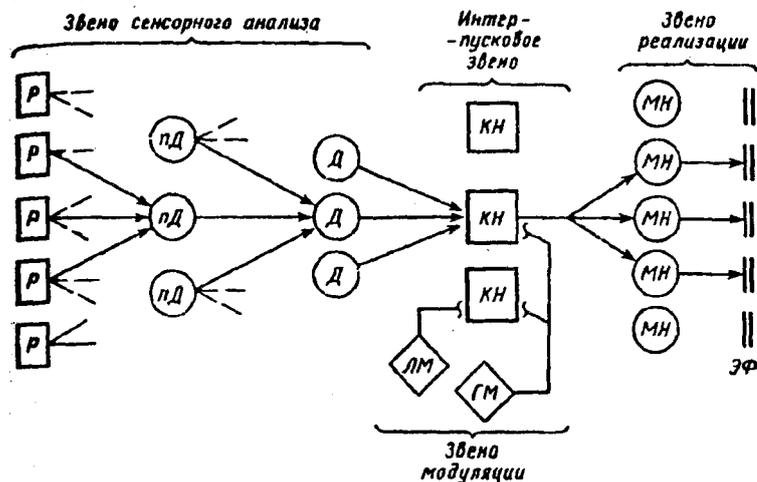 Звено сенсорного анализа
Интер-
-пусковое
звено
Звено
реализации
Р
Р
Р
Р
Р
пД
пД
пД
Д
Д
Д
КН
КН
КН
ЛМ
ГМ
МН
МН
МН
МН
МН
ЭФ
Звено
модуляции